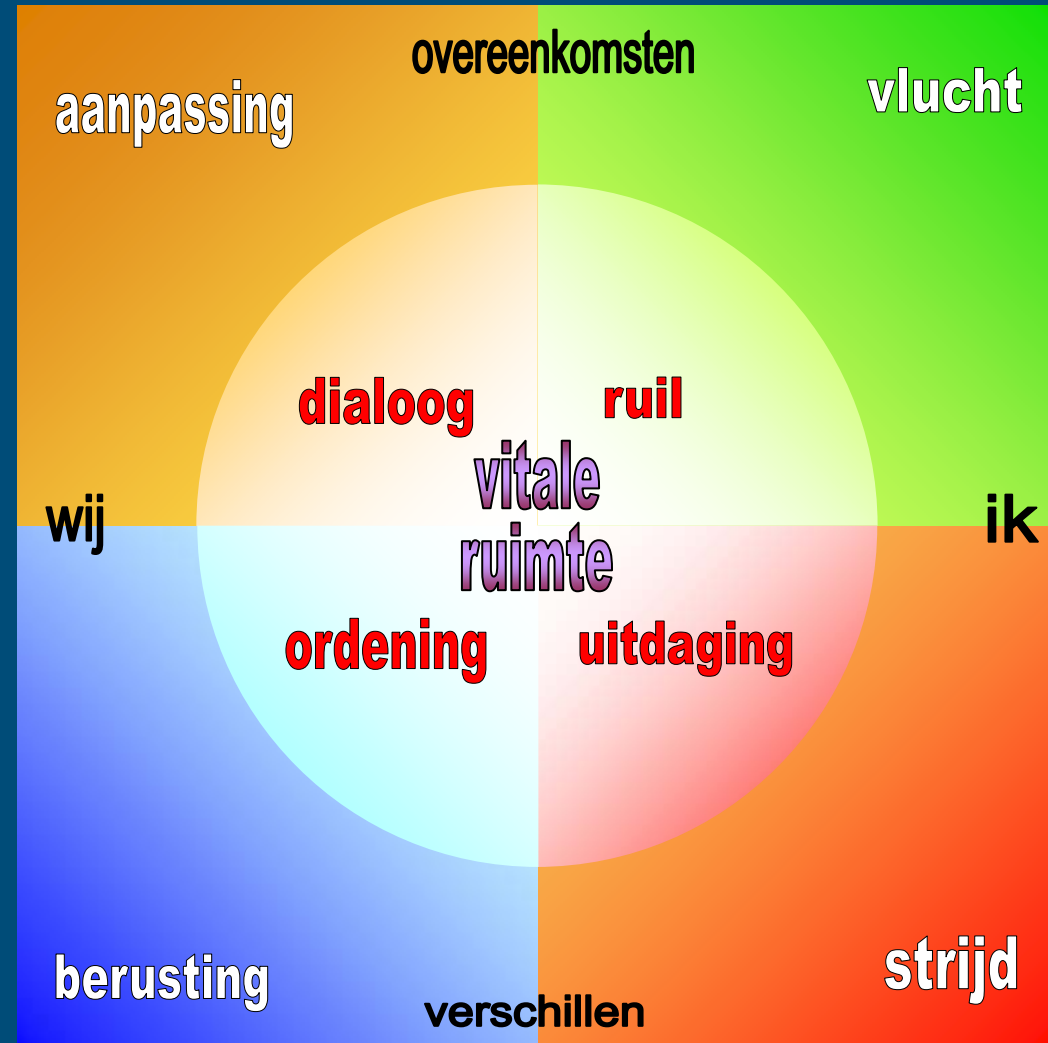 overeenkomsten
aanpassing
vlucht
dialoog
ruil
vitale
ruimte
wij
ik
ordening
uitdaging
berusting
strijd
verschillen